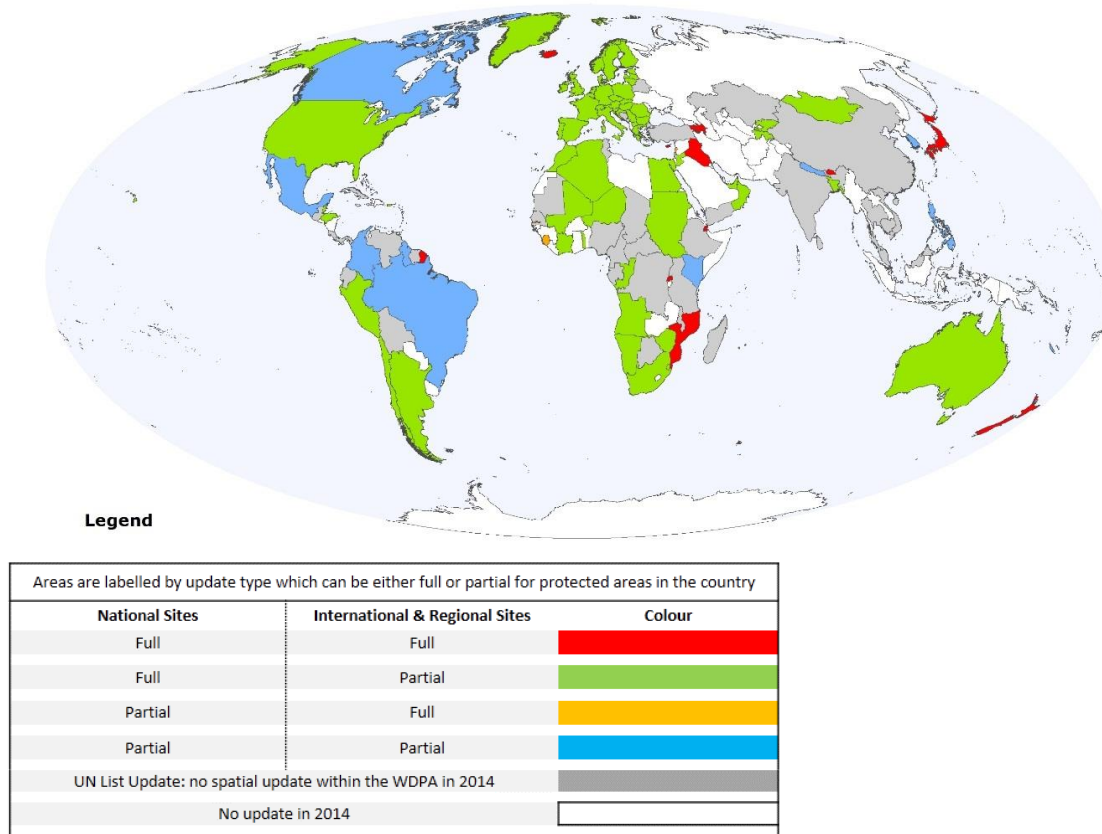 Legend
Areas are labelled by update type which can be either full or partial for protected areas in the country
National Sites International & Regional Sites Colour
Full Full
Full Partial
Partial Full
Partial Partial
UN List Update: no spatial update within the WDPA in 2014
No update in 2014